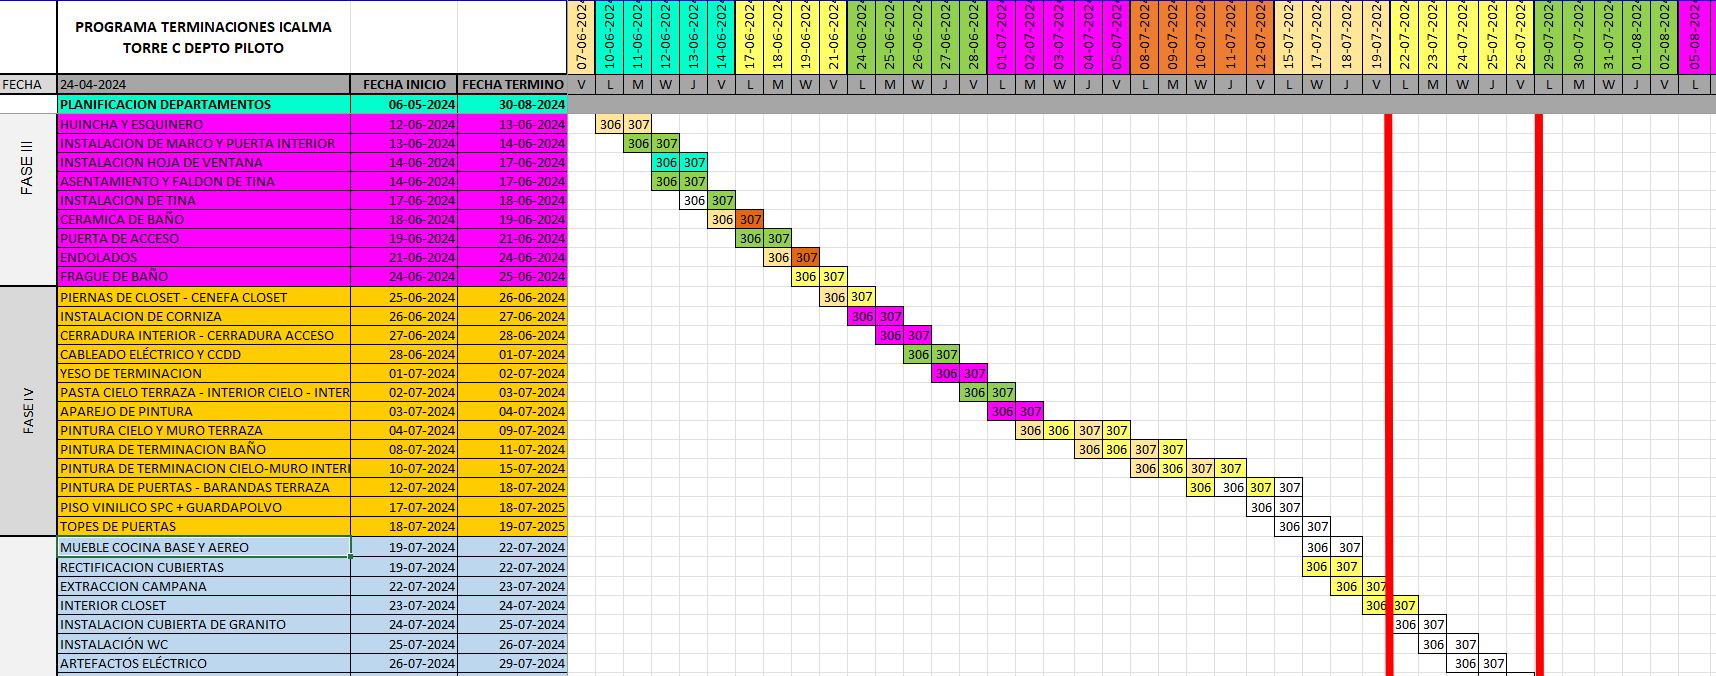 PROGRAMA TERMINACIONES ICALMA
TORRE C DEPTO PILOTO
07-06-2024 10-06-2024 11-06-2024 12-06-2024 13-06-2024 14-06-2024 17-06-2024 18-06-2024 19-06-2024 21-06-2024 24-06-2024 25-06-2024 26-06-2024 27-06-2024 28-06-2024 01-07-2024 02-07-2024 03-07-2024 04-07-2024 05-07-2024 08-07-2024 09-07-2024 10-07-2024 11-07-2024 12-07-2024 15-07-2024 17-07-2024 18-07-2024 19-07-2024 22-07-2024 23-07-2024 24-07-2024 25-07-2024 26-07-2024 29-07-2024 30-07-2024 31-07-2024 01-08-2024 02-08-2024 05-08-2024
FECHA 24-04-2024 FECHA INICIO FECHA TERMINO V L M W J V L M W V L M W J V L M W J V L M W J V L W J V L M W J V L M W J V L
PLANIFICACION DEPARTAMENTOS 06-05-2024 30-08-2024
FASE III
HUINCHA Y ESQUINERO 12-06-2024 13-06-2024 306 307
INSTALACION DE MARCO Y PUERTA INTERIOR 13-06-2024 14-06-2024 306 307
INSTALACION HOJA DE VENTANA 14-06-2024 17-06-2024 306 307
ASENTAMIENTO Y FALDON DE TINA 14-06-2024 17-06-2024 306 307
INSTALACION DE TINA 17-06-2024 18-06-2024 306 307
CERAMICA DE BAÑO 18-06-2024 19-06-2024 306 307
PUERTA DE ACCESO 19-06-2024 21-06-2024 306 307
ENDOLADOS 21-06-2024 24-06-2024 306 307
FRAGUE DE BAÑO 24-06-2024 25-06-2024 306 307
FASE IV
PIERNAS DE CLOSET - CENEFA CLOSET 25-06-2024 26-06-2024 306 307
INSTALACION DE CORNIZA 26-06-2024 27-06-2024 306 307
CERRADURA INTERIOR - CERRADURA ACCESO 27-06-2024 28-06-2024 306 307
CABLEADO ELÉCTRICO Y CCDD 28-06-2024 01-07-2024 306 307
YESO DE TERMINACION 01-07-2024 02-07-2024 306 307
PASTA CIELO TERRAZA - INTERIOR CIELO - INTER 02-07-2024 03-07-2024 306 307
APAREJO DE PINTURA 03-07-2024 04-07-2024 306 307
PINTURA CIELO Y MURO TERRAZA 04-07-2024 09-07-2024 306 306 307 307
PINTURA DE TERMINACION BAÑO 08-07-2024 11-07-2024 306 306 307 307
PINTURA DE TERMINACION CIELO-MURO INTERI 10-07-2024 15-07-2024 306 306 307 307
PINTURA DE PUERTAS - BARANDAS TERRAZA 12-07-2024 18-07-2024 306 306 307 307
PISO VINILICO SPC + GUARDAPOLVO 17-07-2024 18-07-2025 306 307
TOPES DE PUERTAS 18-07-2024 19-07-2025 306 307
MUEBLE COCINA BASE Y AEREO 19-07-2024 22-07-2024 306 307
RECTIFICACION CUBIERTAS 19-07-2024 22-07-2024 306 307
EXTRACCION CAMPANA 22-07-2024 23-07-2024 306 307
INTERIOR CLOSET 23-07-2024 24-07-2024 306 307
INSTALACION CUBIERTA DE GRANITO 24-07-2024 25-07-2024 306 307
INSTALACIÓN WC 25-07-2024 26-07-2024 306 307
ARTEFACTOS ELÉCTRICO 26-07-2024 29-07-2024 306 307